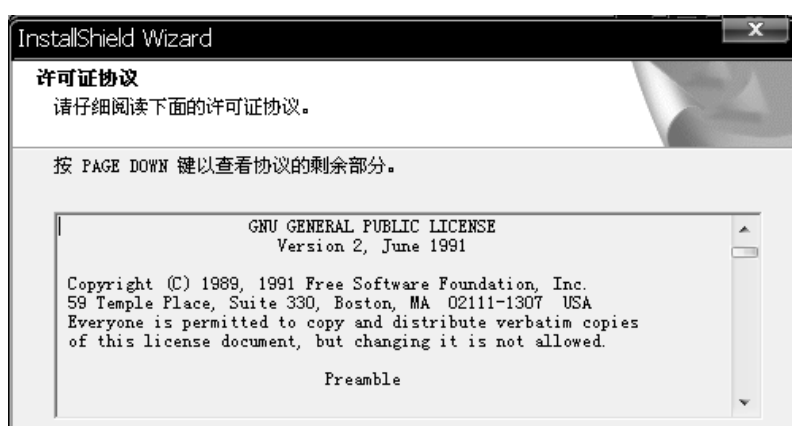 InstallShield Wizard
许可证协议
请仔细阅读下面的许可证协议。
按 PAGE DOWN 键以查看协议的剩余部分。
GNU GENERAL PUBLIC LICENSE
Version 2, June 1991
Copyright (C) 1989, 1991 Free Software Foundation, Inc.
59 Temple Place, Suite 330, Boston, MA  02111-1307  USA
Everyone is permitted to copy and distribute verbatim copies
of this license document, but changing it is not allowed.
Preamble